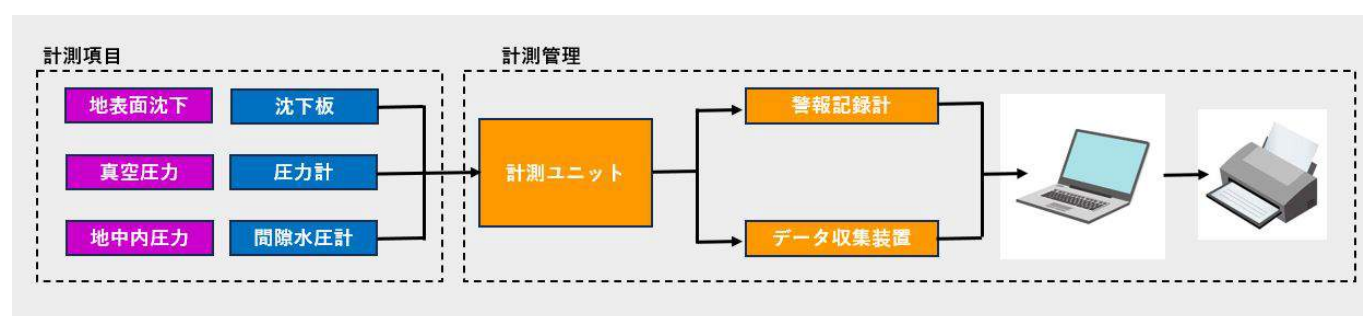 計測項目
計測管理
地表面沈下
沈下板
真空圧力
圧力計
地中内圧力
間隙水圧計
計測ユニット
警報記録計
データ収集装置